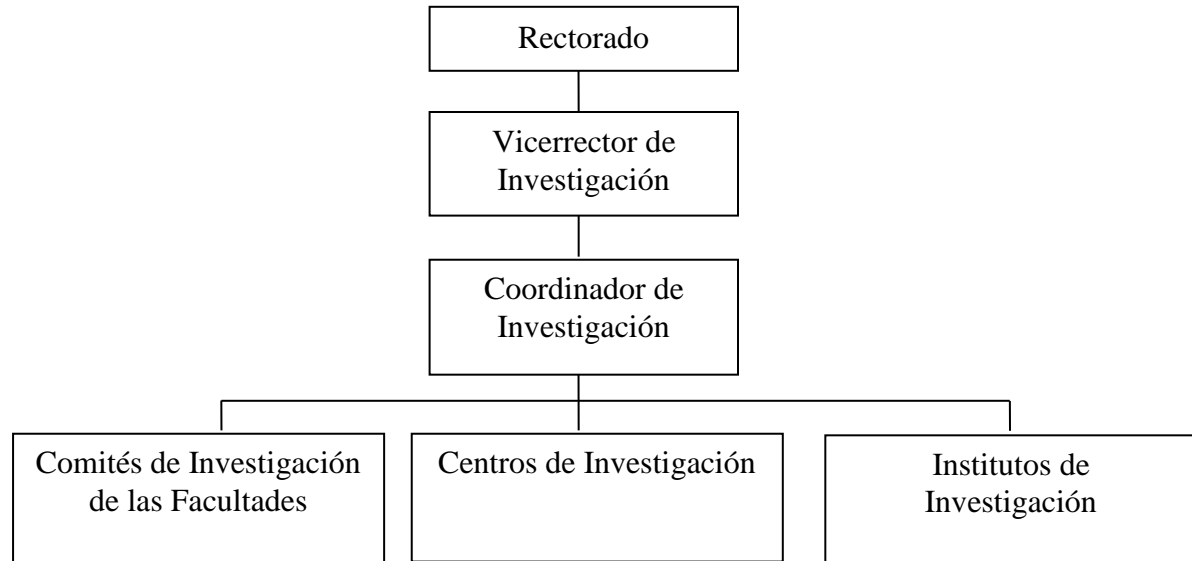 Rectorado
Vicerrector de
Investigación
Coordinador de
Investigación
Comités de Investigación
de las Facultades
Centros de Investigación
Institutos de
Investigación